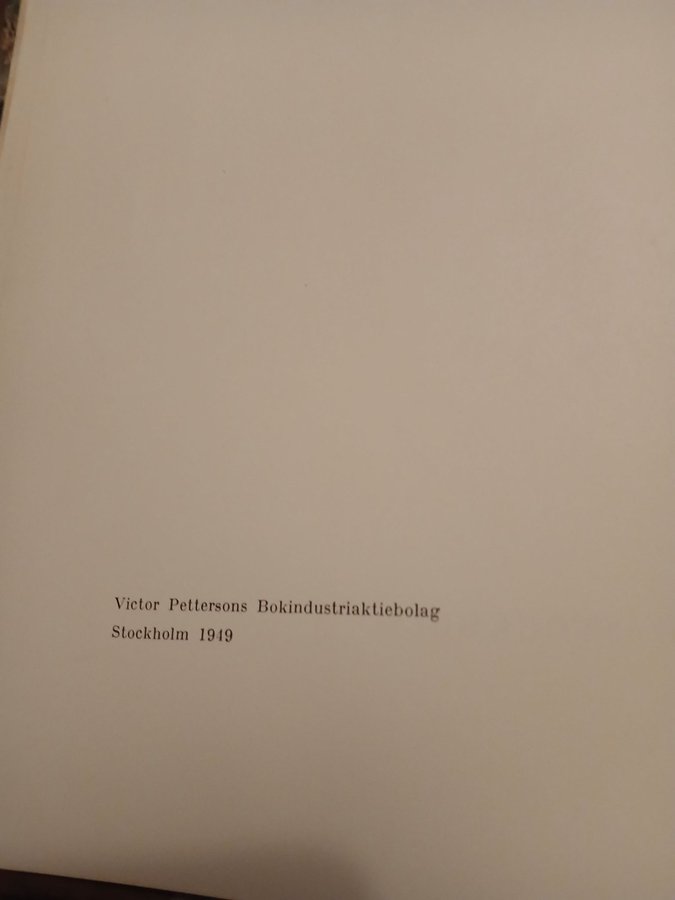 Victor Pettersons Bokindustriaktiebolag
Stockholm 1949